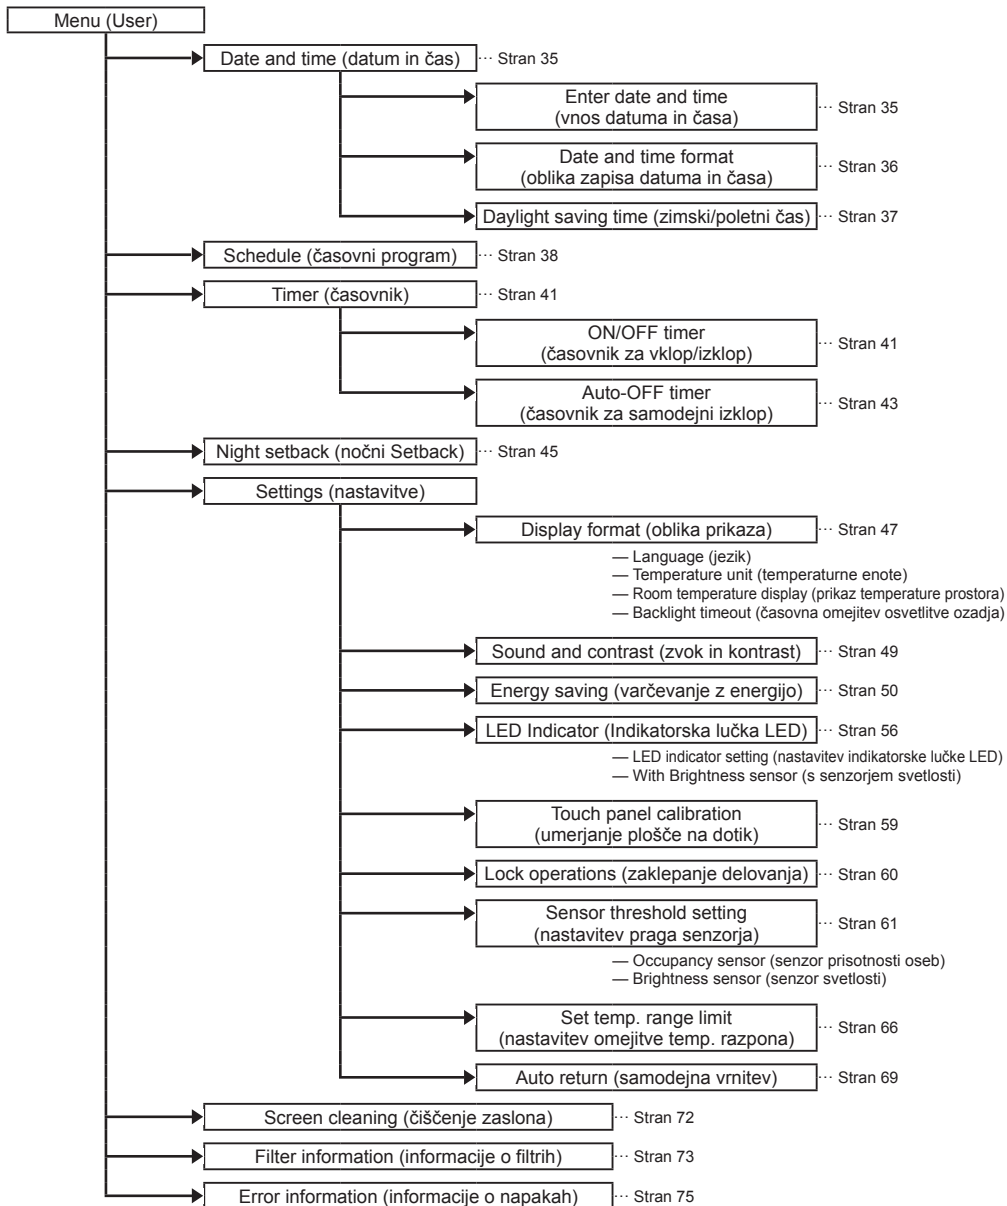 Menu (User)
Date and time (datum in čas) ··· Stran 35
Enter date and time
(vnos datuma in časa) ··· Stran 35
Date and time format
(oblika zapisa datuma in časa) ··· Stran 36
Daylight saving time (zimski/poletni čas) ··· Stran 37
Schedule (časovni program) ··· Stran 38
Timer (časovnik) ··· Stran 41
ON/OFF timer
(časovnik za vklop/izklop) ··· Stran 41
Auto-OFF timer
(časovnik za samodejni izklop) ··· Stran 43
Night setback (nočni Setback) ··· Stran 45
Settings (nastavitve)
Display format (oblika prikaza) ··· Stran 47
— Language (jezik)
— Temperature unit (temperaturne enote)
— Room temperature display (prikaz temperature prostora)
— Backlight timeout (časovna omejitev osvetlitve ozadja)
Sound and contrast (zvok in kontrast) ··· Stran 49
Energy saving (varčevanje z energijo) ··· Stran 50
LED Indicator (Indikatorska lučka LED) ··· Stran 56
— LED indicator setting (nastavitev indikatorske lučke LED)
— With Brightness sensor (s senzorjem svetlosti)
Touch panel calibration
(umerjanje plošče na dotik) ··· Stran 59
Lock operations (zaklepanje delovanja) ··· Stran 60
Sensor threshold setting
(nastavitev praga senzorja) ··· Stran 61
— Occupancy sensor (senzor prisotnosti oseb)
— Brightness sensor (senzor svetlosti)
Set temp. range limit
(nastavitev omejitve temp. razpona) ··· Stran 66
Auto return (samodejna vrnitev) ··· Stran 69
Screen cleaning (čiščenje zaslona) ··· Stran 72
Filter information (informacije o filtrih) ··· Stran 73
Error information (informacije o napakah) ··· Stran 75